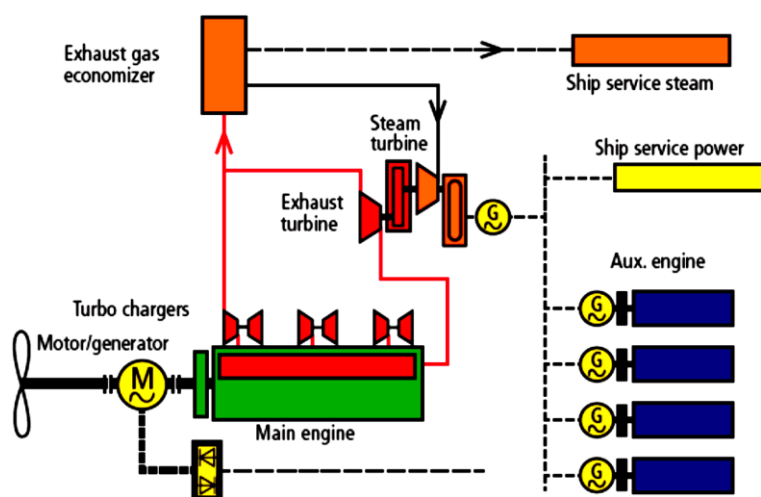 Exhaust gas
economizer
Ship service steam
Steam
turbine
Ship service power
Exhaust
turbine
G
Aux. engine
Turbo chargers
G
Motor/generator
M
G
Main engine
G
G